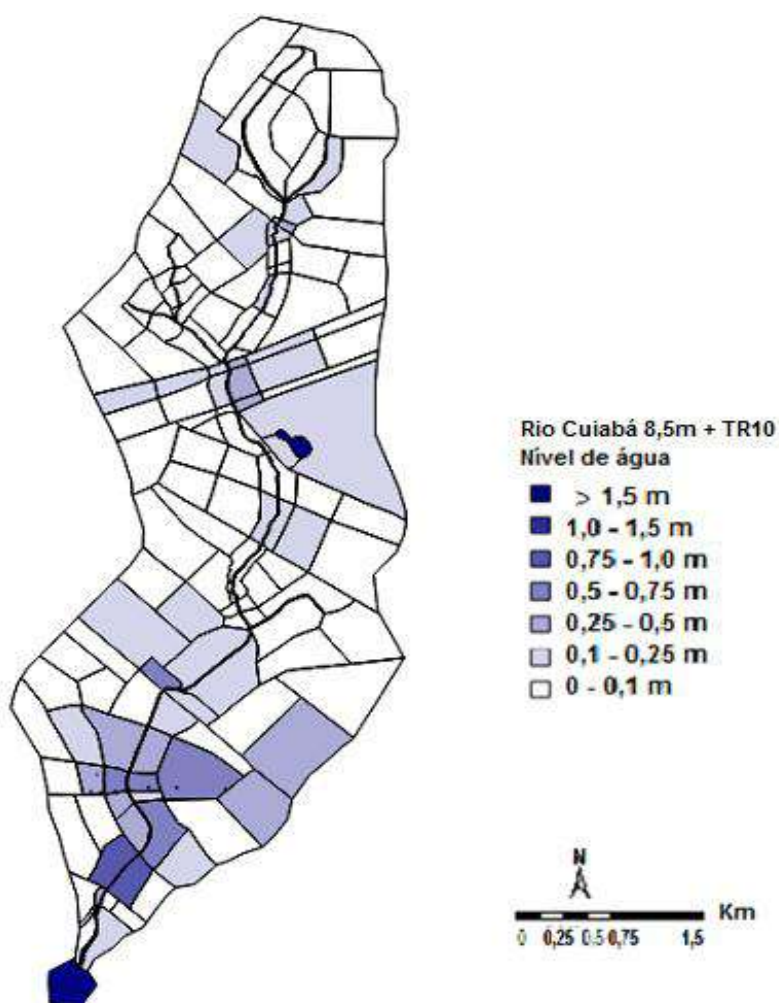 Rio Cuiabá 8,5m + TR10
Nível de água
> 1,5 m
1,0 - 1,5 m
0,75 - 1,0 m
0,5 - 0,75 m
0,25 - 0,5 m
0,1 - 0,25 m
0 - 0,1 m
N
Km
0 0,25 0.5 0,75 1,5